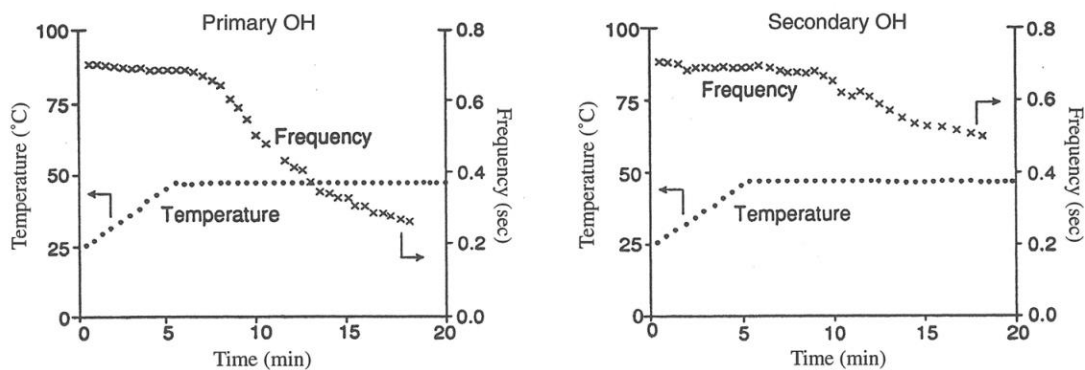 Primary OH
100
75
50
25
0
Temperature (°C)
0.8
0.6
0.4
0.2
0.0
Frequency (sec)
Frequency
Temperature
0 5 10 15 20
Time (min)
Secondary OH
100
75
50
25
0
Temperature (°C)
0.8
0.6
0.4
0.2
0.0
Frequency (sec)
Frequency
Temperature
0 5 10 15 20
Time (min)